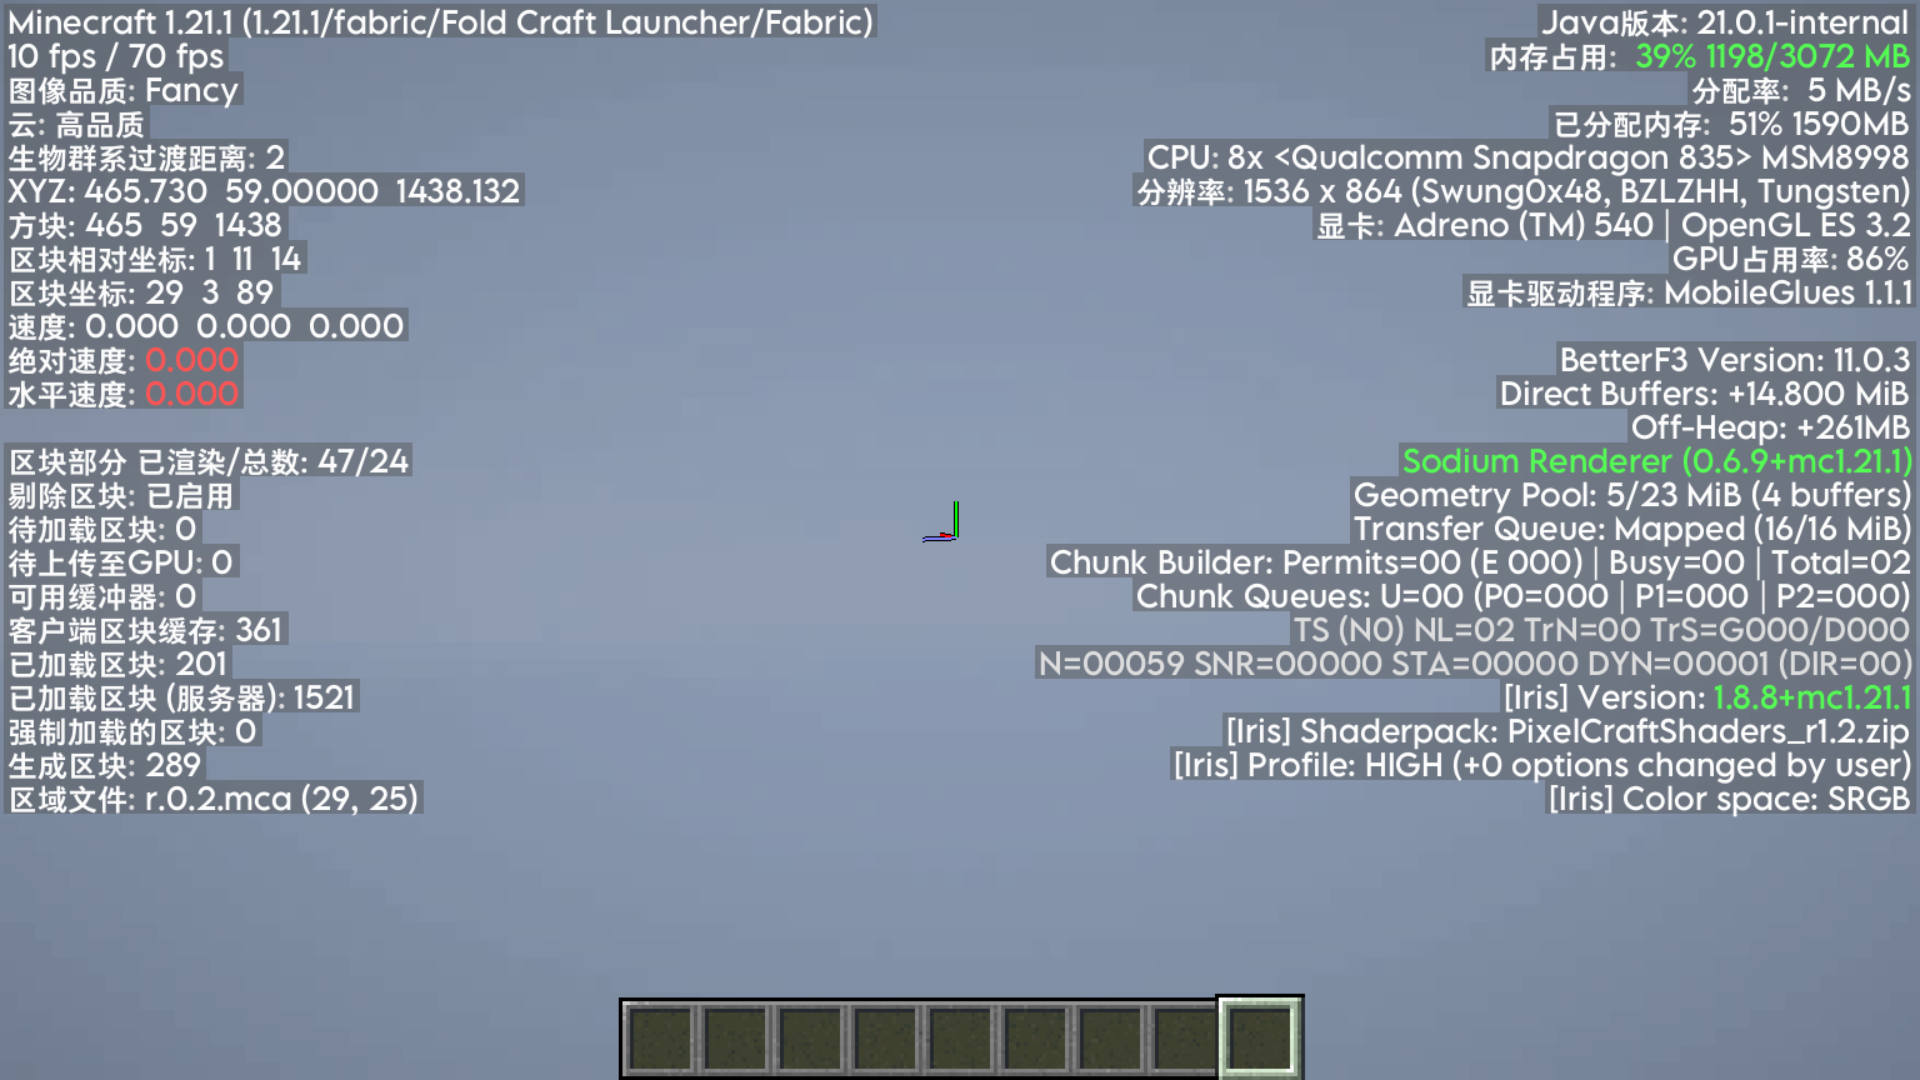 Minecraft 1.21.1 (1.21.1/fabric/Fold Craft Launcher/Fabric)
10 fps / 70 fps
图像品质: Fancy
云: 高品质
生物群系过渡距离: 2
XYZ: 465.730 59.00000 1438.132
方块: 465 59 1438
区块相对坐标: 1 11 14
区块坐标: 29 3 89
速度: 0.000 0.000 0.000
绝对速度: 0.000
水平速度: 0.000
区块部分 已渲染/总数: 47/24
剔除区块: 已启用
待加载区块: 0
待上传至GPU: 0
可用缓冲器: 0
客户端区块缓存: 361
已加载区块: 201
已加载区块 (服务器): 1521
强制加载的区块: 0
生成区块: 289
区域文件: r.0.2.mca (29, 25)
Java版本: 21.0.1-internal
内存占用: 39% 1198/3072 MB
分配率: 5 MB/s
已分配内存: 51% 1590MB
CPU: 8x <Qualcomm Snapdragon 835> MSM8998
分辨率: 1536 x 864 (Swung0x48, BZLZHH, Tungsten)
显卡: Adreno (TM) 540 | OpenGL ES 3.2
GPU占用率: 86%
显卡驱动程序: MobileGlues 1.1.1
BetterF3 Version: 11.0.3
Direct Buffers: +14.800 MiB
Off-Heap: +261MB
Sodium Renderer (0.6.9+mc1.21.1)
Geometry Pool: 5/23 MiB (4 buffers)
Transfer Queue: Mapped (16/16 MiB)
Chunk Builder: Permits=00 (E 000) | Busy=00 | Total=02
Chunk Queues: U=00 (P0=000 | P1=000 | P2=000)
TS (N0) NL=02 TrN=00 TrS=G000/D000
N=00059 SNR=00000 STA=00000 DYN=00001 (DIR=00)
[Iris] Version: 1.8.8+mc1.21.1
[Iris] Shaderpack: PixelCraftShaders_r1.2.zip
[Iris] Profile: HIGH (+0 options changed by user)
[Iris] Color space: SRGB